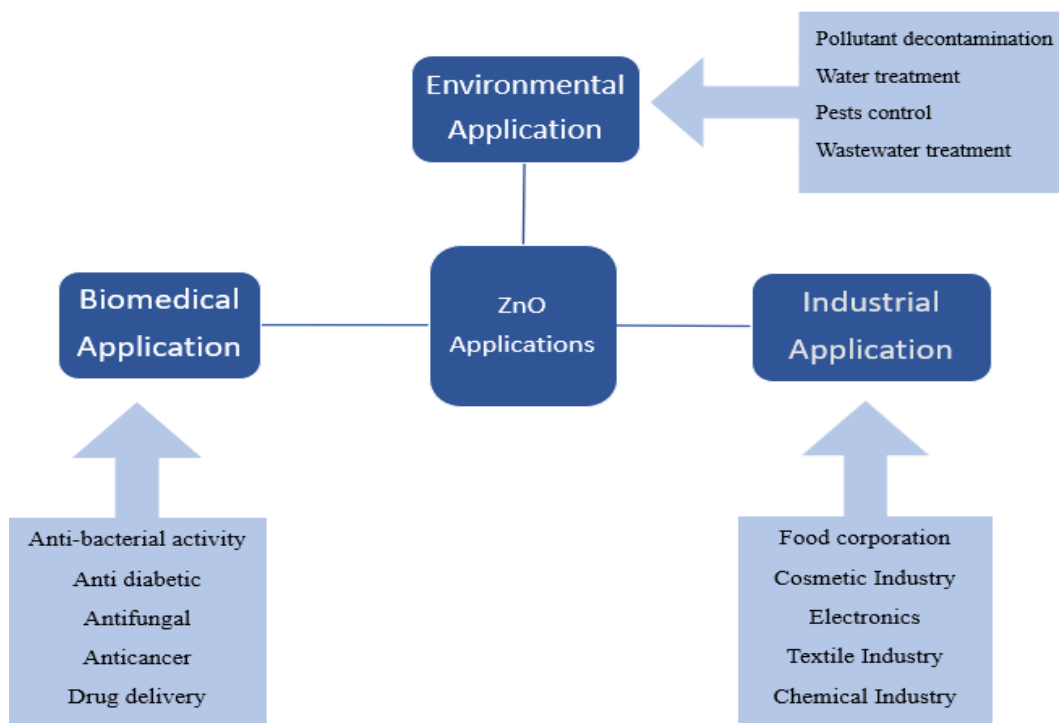 Pollutant decontamination
Water treatment
Pests control
Wastewater treatment
Environmental
Application
Biomedical
Application
ZnO
Applications
Industrial
Application
Anti-bacterial activity
Anti diabetic
Antifungal
Anticancer
Drug delivery
Food corporation
Cosmetic Industry
Electronics
Textile Industry
Chemical Industry